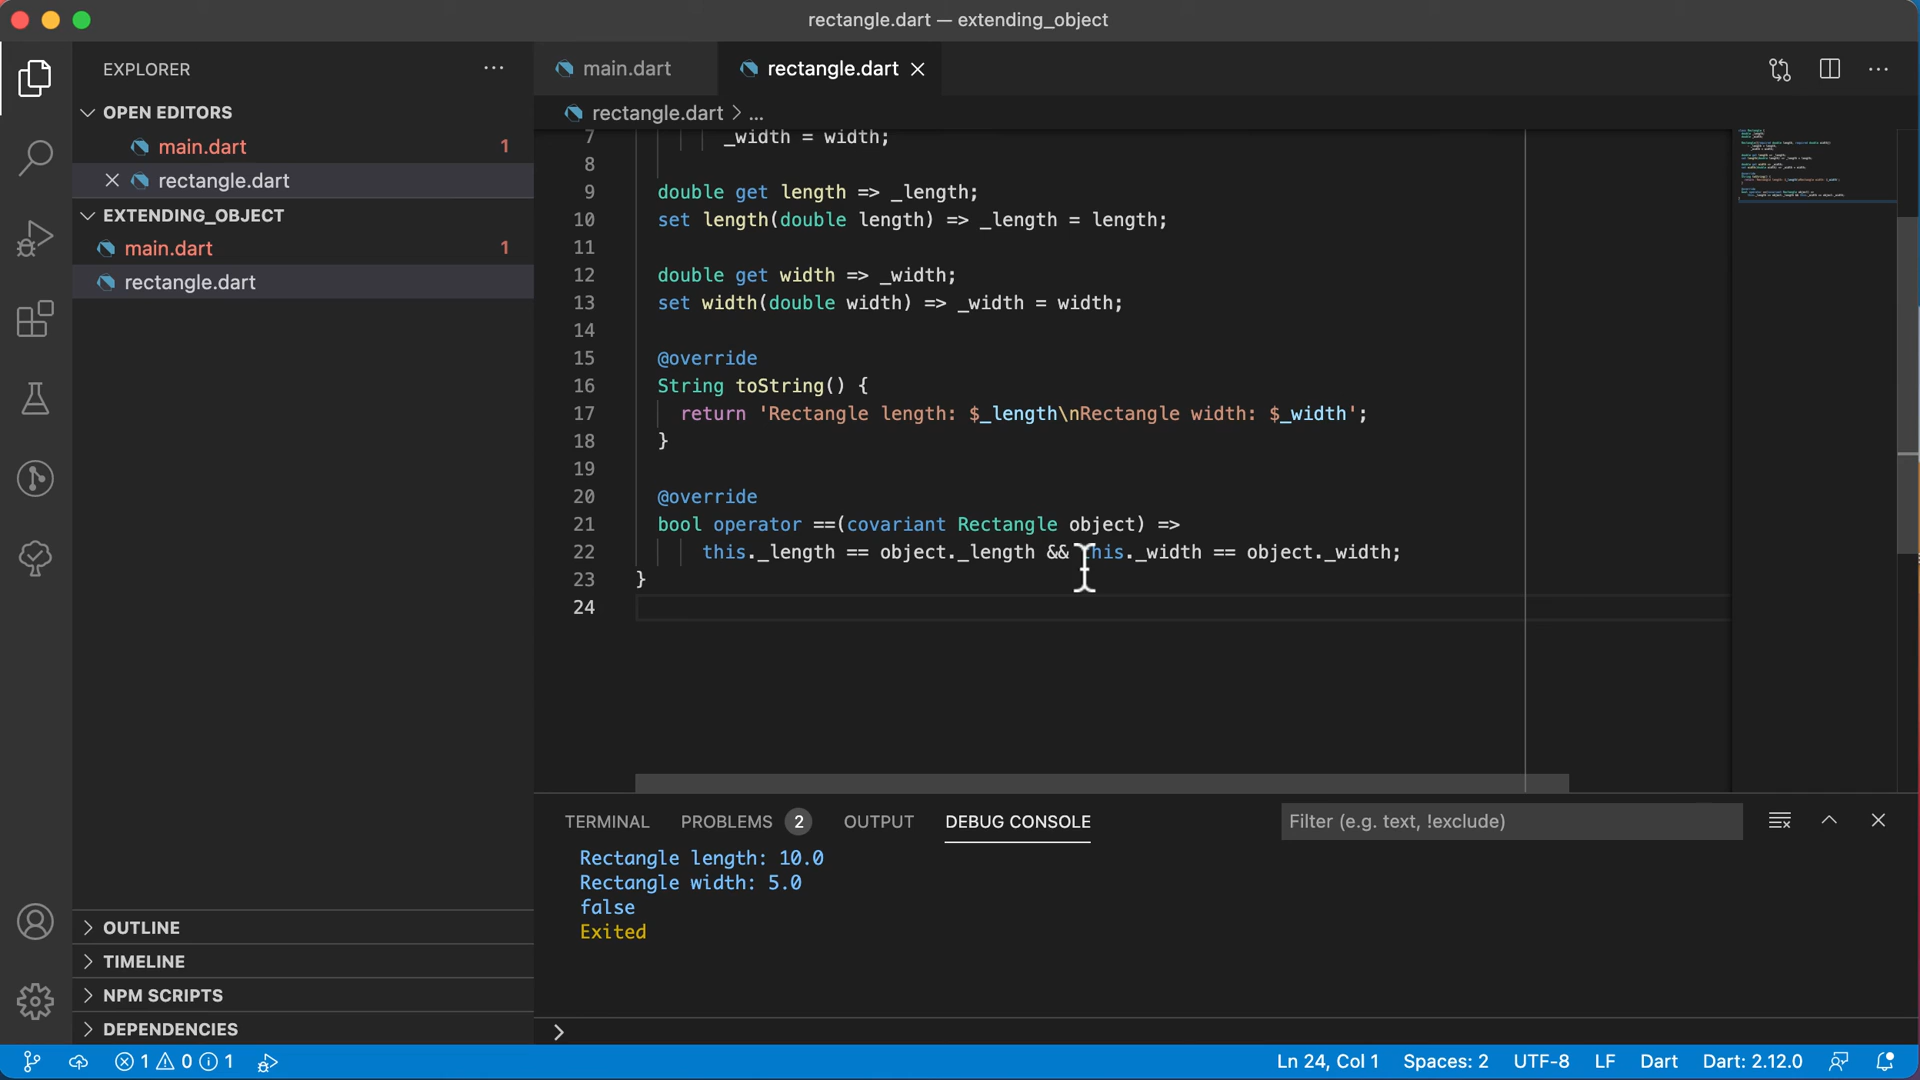 rectangle.dart — extending_object
EXPLORER
OPEN EDITORS
main.dart 1
rectangle.dart
EXTENDING_OBJECT
main.dart 1
rectangle.dart
OUTLINE
TIMELINE
NPM SCRIPTS
DEPENDENCIES
main.dart rectangle.dart
rectangle.dart > ...
7 _width = width;
8
9 double get length => _length;
10 set length(double length) => _length = length;
11
12 double get width => _width;
13 set width(double width) => _width = width;
14
15 @override
16 String toString() {
17 return 'Rectangle length: $_length\nRectangle width: $_width';
18 }
19
20 @override
21 bool operator ==(covariant Rectangle object) =>
22 this._length == object._length && this._width == object._width;
23 }
24
TERMINAL PROBLEMS 2 OUTPUT DEBUG CONSOLE Filter (e.g. text, !exclude)
Rectangle length: 10.0
Rectangle width: 5.0
false
Exited
>
1 0 1 Ln 24, Col 1 Spaces: 2 UTF-8 LF Dart Dart: 2.12.0